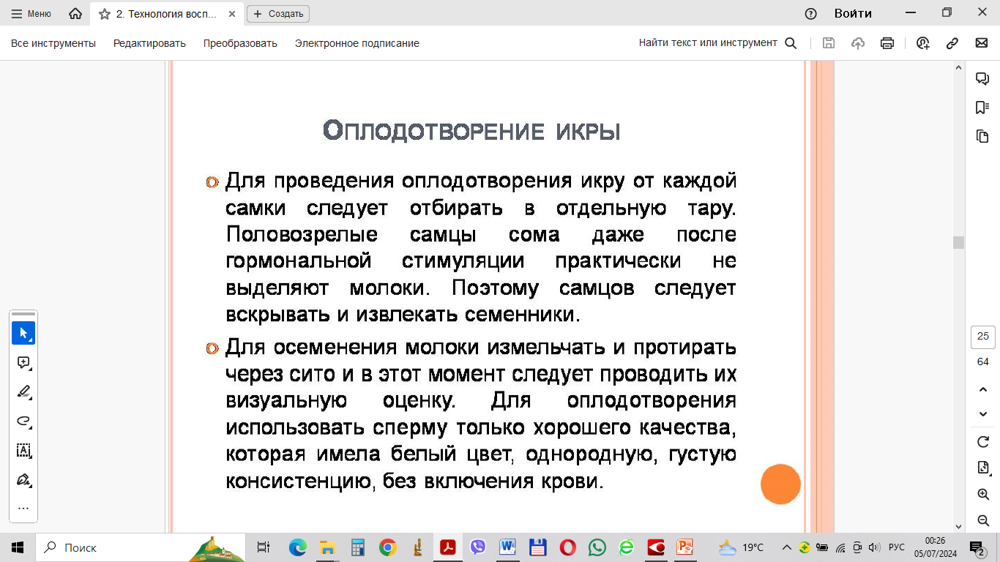 Меню
2. Технология восп...
Создать
Войти
Все инструменты
Редактировать
Преобразовать
Электронное подписание
Найти текст или инструмент
Оплодотворение икры
Для проведения оплодотворения икру от каждой
самки следует отбирать в отдельную тару.
Половозрелые самцы сома даже после
гормональной стимуляции практически не
выделяют молоки. Поэтому самцов следует
вскрывать и извлекать семенники.
Для осеменения молоки измельчать и протирать
через сито и в этот момент следует проводить их
визуальную оценку. Для оплодотворения
использовать сперму только хорошего качества,
которая имела белый цвет, однородную, густую
консистенцию, без включения крови.
25
64
Поиск
19°C
РУС
00:26
05/07/2024
2